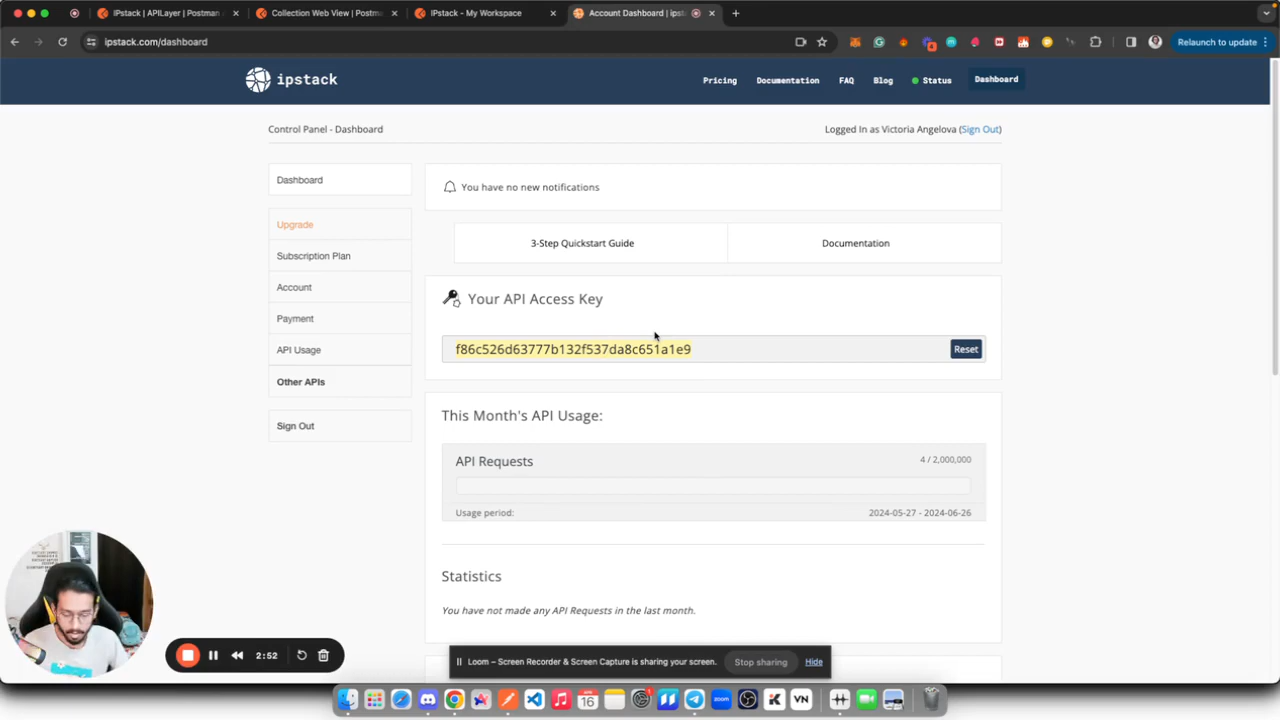 IPstack | APILayer | Postman
Collection Web View | Postm
IPstack - My Workspace
Account Dashboard | ips
ipstack.com/dashboard
Relaunch to update
ipstack
Pricing
Documentation
FAQ
Blog
Status
Dashboard
Control Panel - Dashboard
Logged In as Victoria Angelova (Sign Out)
Dashboard
Upgrade
Subscription Plan
Account
Payment
API Usage
Other APIs
Sign Out
You have no new notifications
3-Step Quickstart Guide
Documentation
Your API Access Key
f86c526d63777b132f537da8c651a1e9
Reset
This Month's API Usage:
API Requests
4 / 2,000,000
Usage period:
2024-05-27 - 2024-06-26
Statistics
You have not made any API Requests in the last month.
2:52
Loom – Screen Recorder & Screen Capture is sharing your screen.
Stop sharing
Hide
16
zoom
K
VN